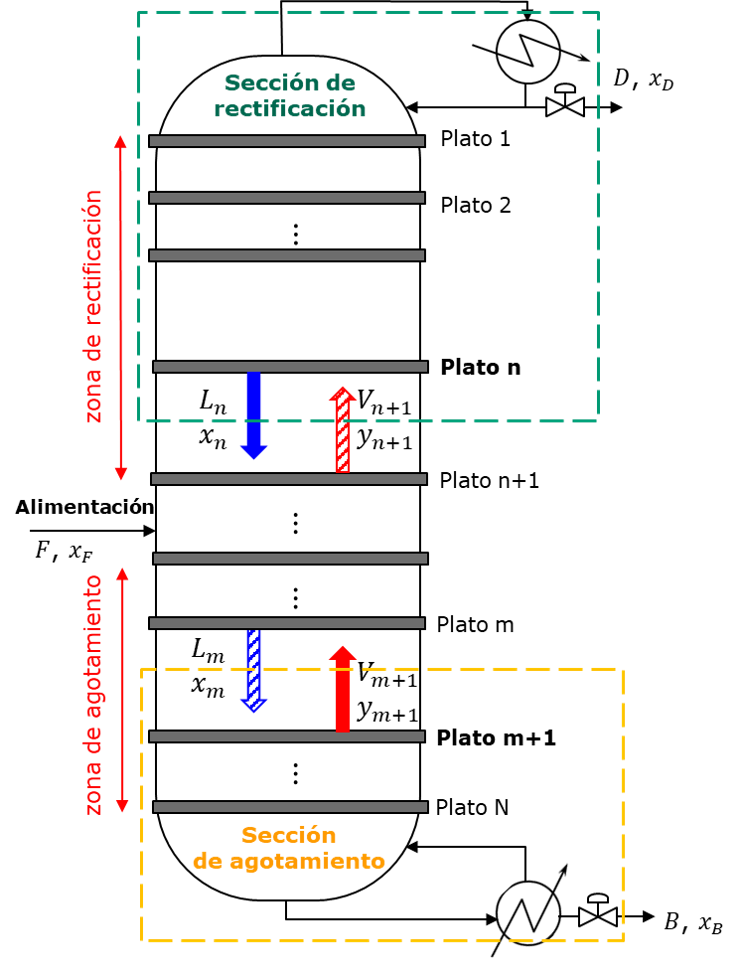 Sección de
rectificación
D, x_D
Plato 1
Plato 2
⋮
zona de rectificación
Plato n
L_n
x_n
V_{n+1}
y_{n+1}
Plato n+1
Alimentación
F, x_F
⋮
⋮
zona de agotamiento
Plato m
L_m
x_m
V_{m+1}
y_{m+1}
Plato m+1
⋮
Plato N
Sección
de agotamiento
B, x_B